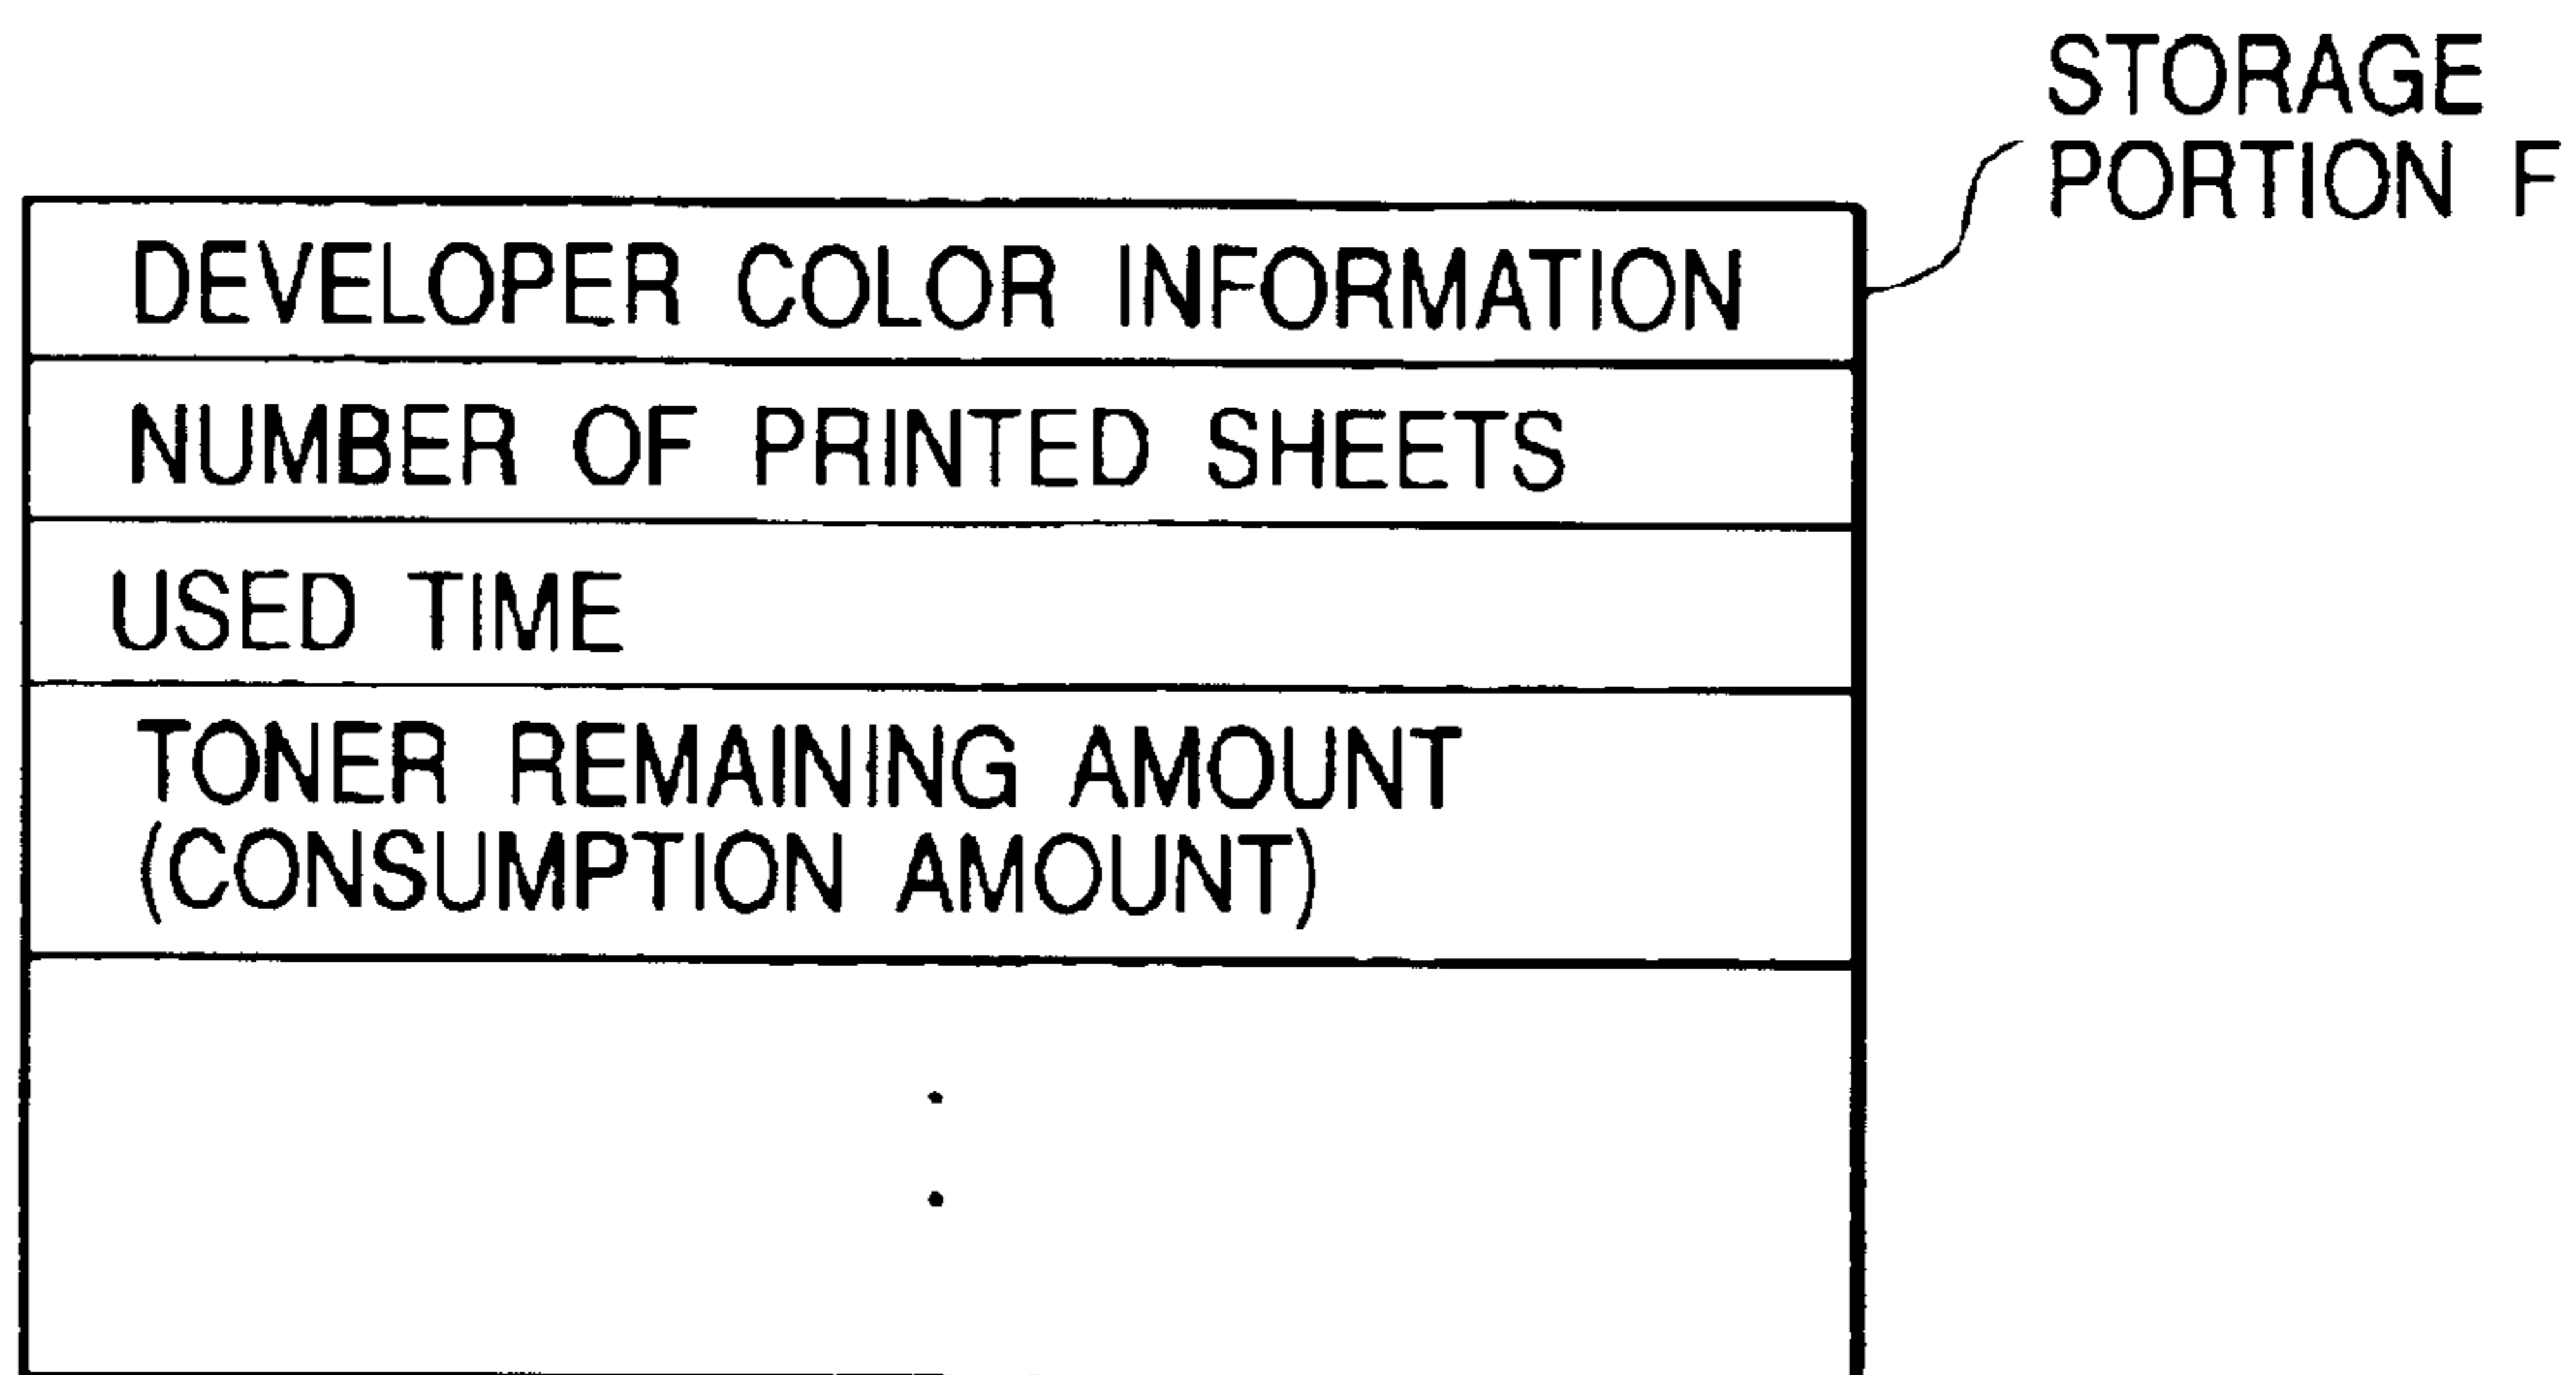 STORAGE
PORTION F
DEVELOPER COLOR INFORMATION
NUMBER OF PRINTED SHEETS
USED TIME
TONER REMAINING AMOUNT
(CONSUMPTION AMOUNT)